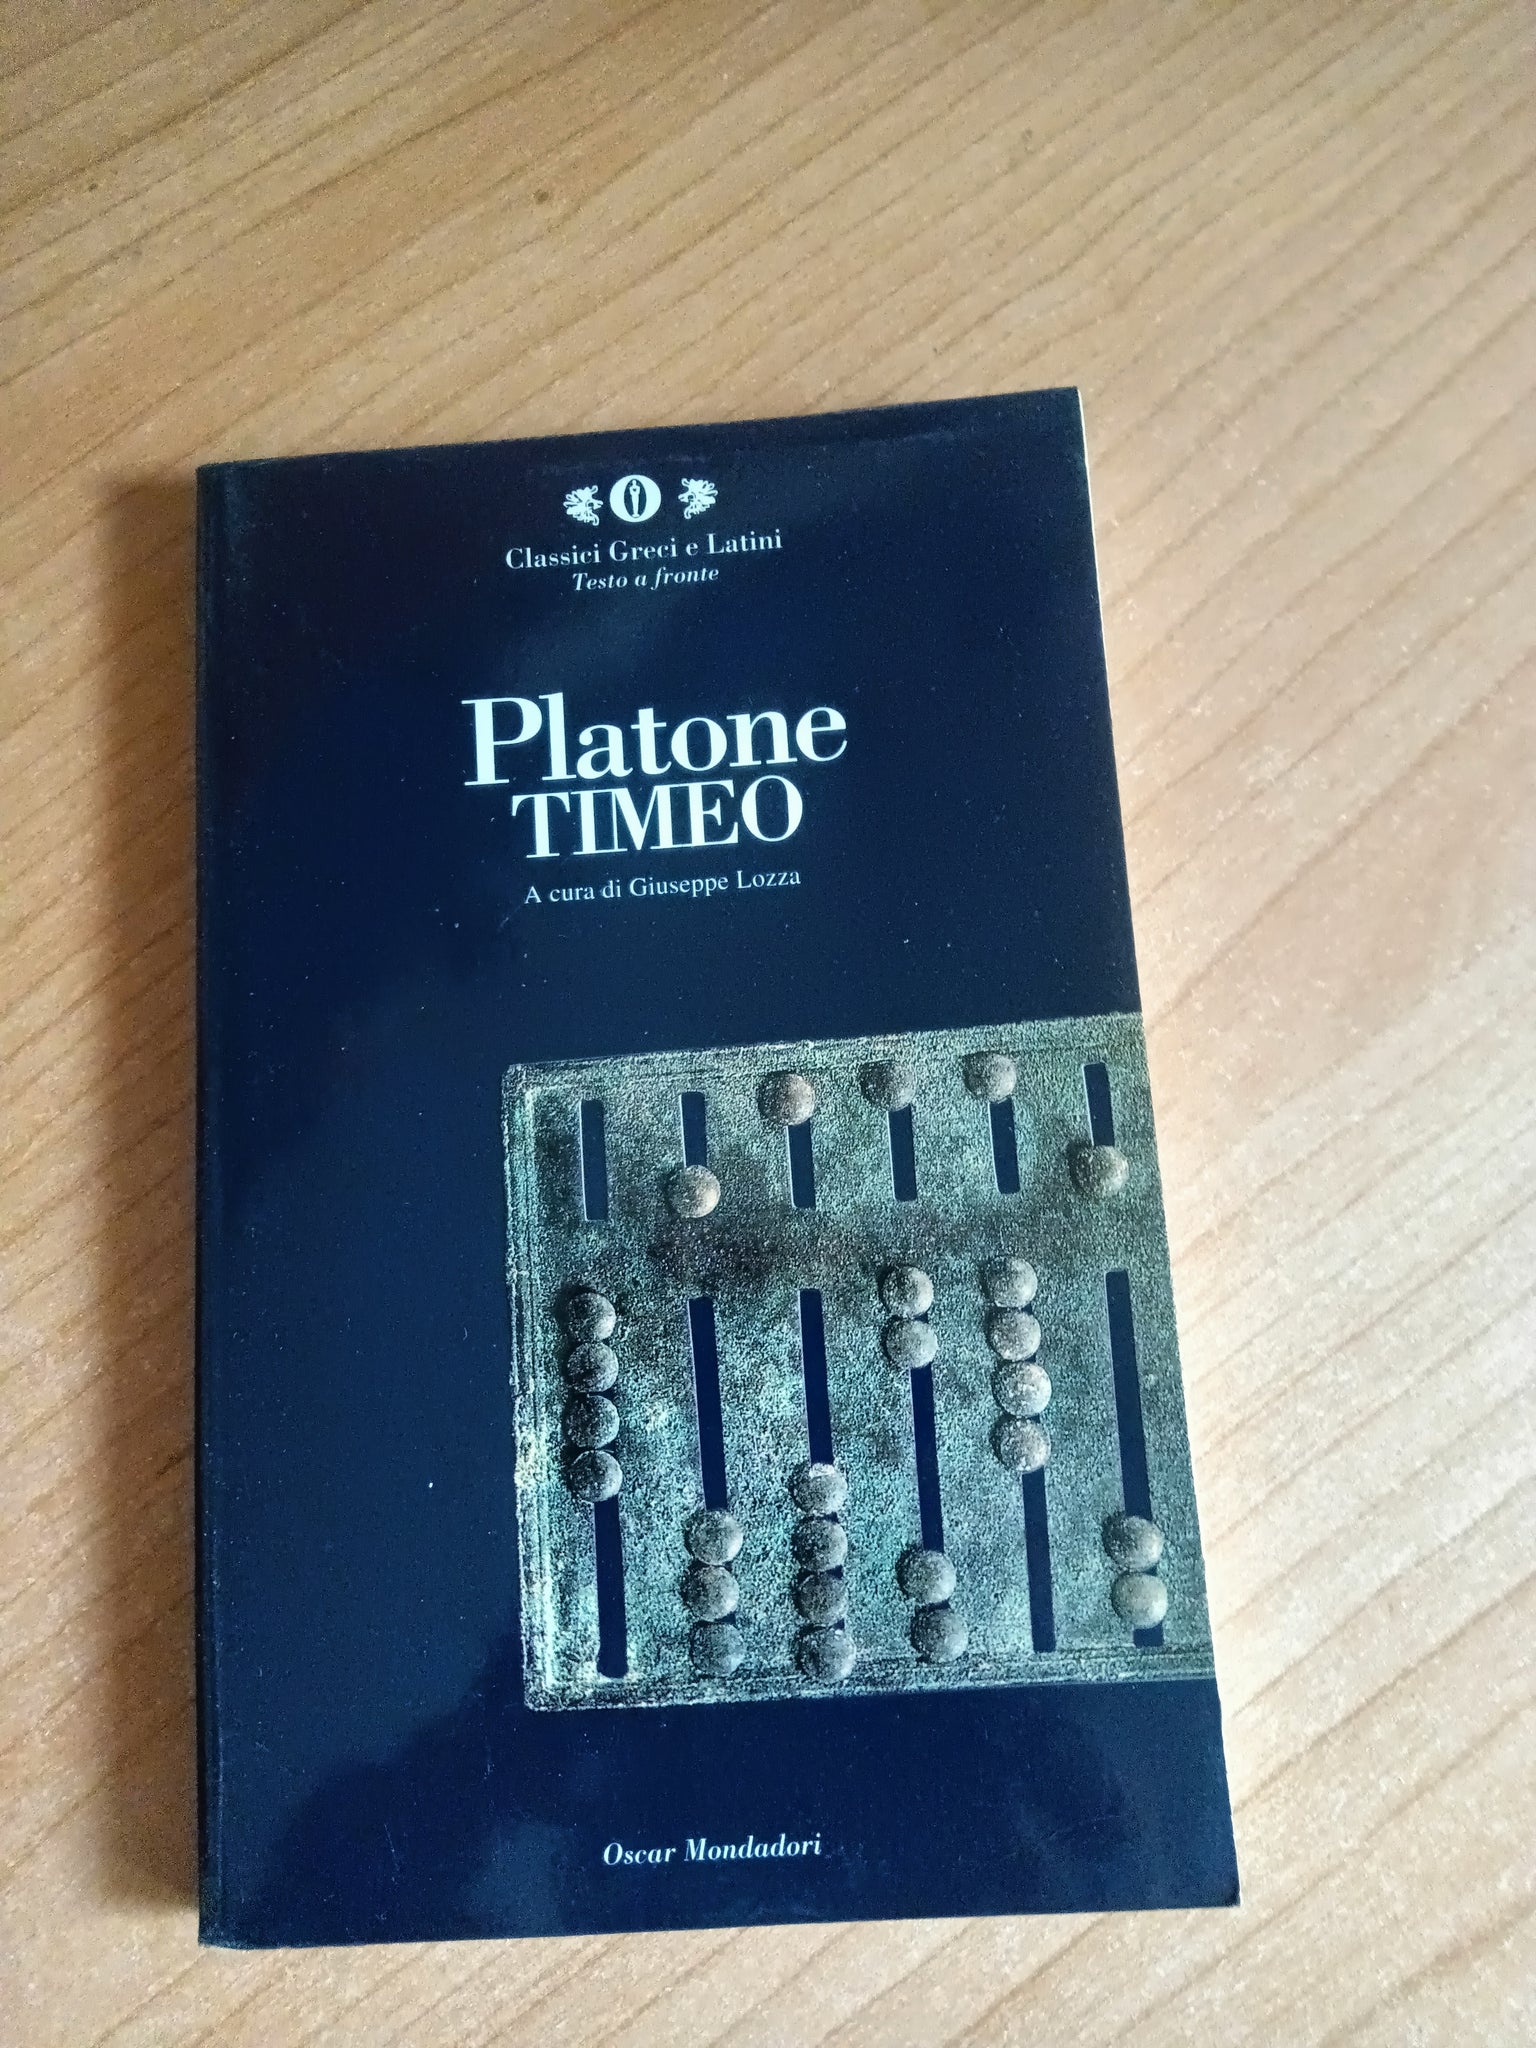 O
Classici Greci e Latini
Testo a fronte
Platone
TIMEO
A cura di Giuseppe Lozza
Oscar Mondadori